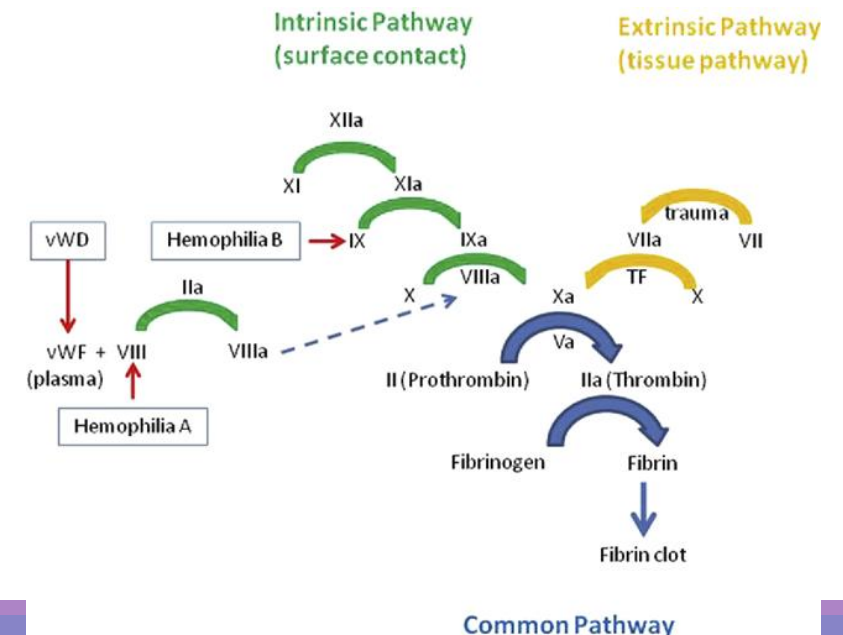 Intrinsic Pathway
(surface contact)
Extrinsic Pathway
(tissue pathway)
XIIa
XI
XIa
trauma
vWD
Hemophilia B
IX
IXa
VIIa
VII
VIIIa
TF
IIa
X
Xa
X
Va
vWF + VIII
(plasma)
VIIIa
II (Prothrombin)
IIa (Thrombin)
Hemophilia A
Fibrinogen
Fibrin
Fibrin clot
Common Pathway